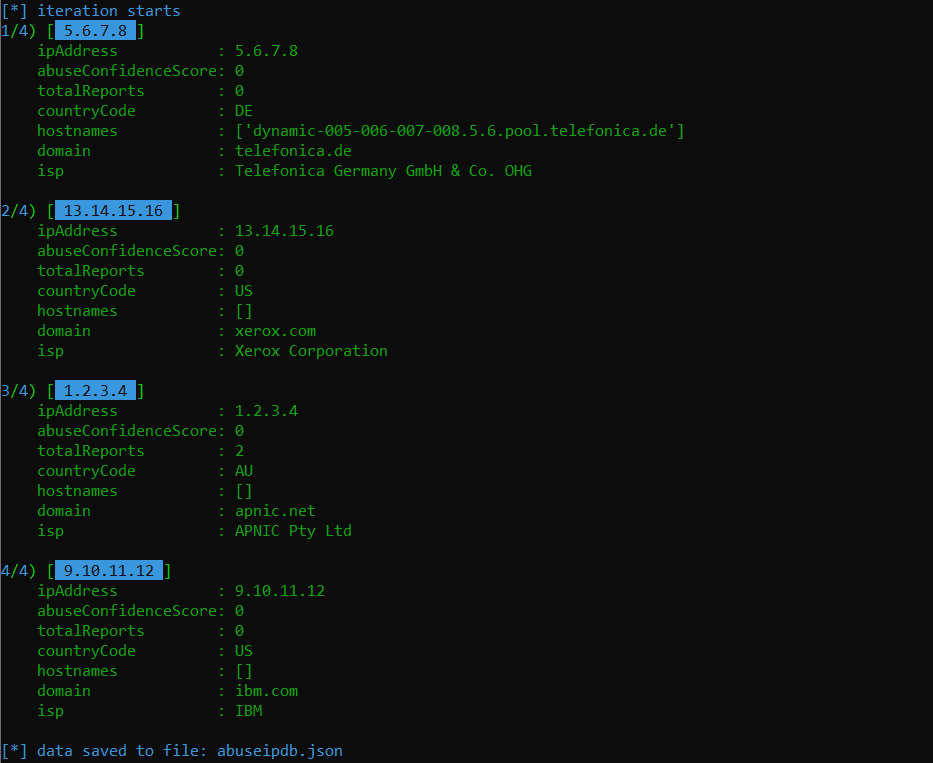 [*] iteration starts
1/4) [ 5.6.7.8 ]
    ipAddress           : 5.6.7.8
    abuseConfidenceScore: 0
    totalReports        : 0
    countryCode         : DE
    hostnames           : ['dynamic-005-006-007-008.5.6.pool.telefonica.de']
    domain              : telefonica.de
    isp                 : Telefonica Germany GmbH & Co. OHG

2/4) [ 13.14.15.16 ]
    ipAddress           : 13.14.15.16
    abuseConfidenceScore: 0
    totalReports        : 0
    countryCode         : US
    hostnames           : []
    domain              : xerox.com
    isp                 : Xerox Corporation

3/4) [ 1.2.3.4 ]
    ipAddress           : 1.2.3.4
    abuseConfidenceScore: 0
    totalReports        : 2
    countryCode         : AU
    hostnames           : []
    domain              : apnic.net
    isp                 : APNIC Pty Ltd

4/4) [ 9.10.11.12 ]
    ipAddress           : 9.10.11.12
    abuseConfidenceScore: 0
    totalReports        : 0
    countryCode         : US
    hostnames           : []
    domain              : ibm.com
    isp                 : IBM

[*] data saved to file: abuseipdb.json